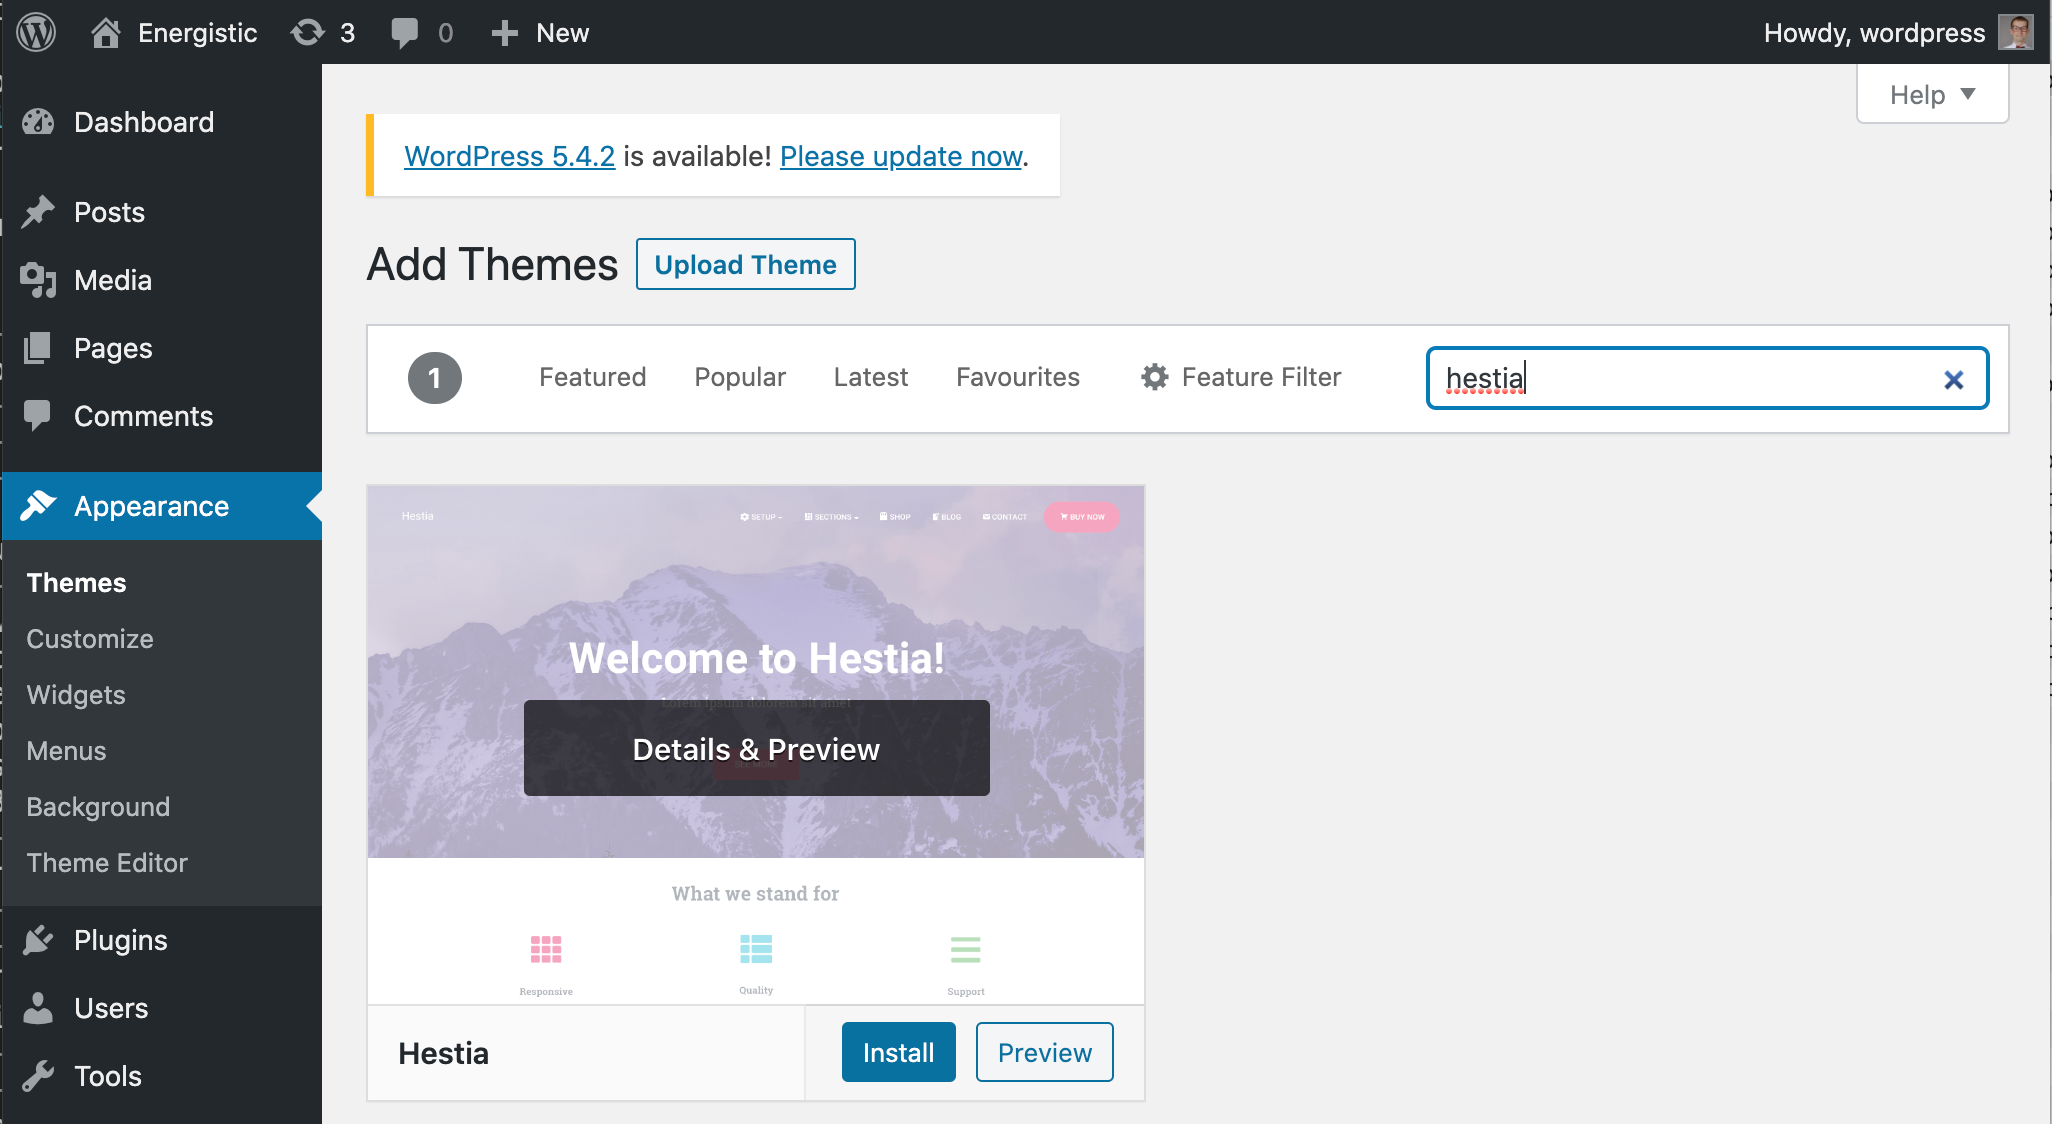 Energistic 3 0 New Howdy, wordpress
Help
Dashboard
Posts
Media
Pages
Comments
Appearance
Themes
Customize
Widgets
Menus
Background
Theme Editor
Plugins
Users
Tools
WordPress 5.4.2 is available! Please update now.
Add Themes Upload Theme
1 Featured Popular Latest Favourites Feature Filter hestia
Hestia SETUP SECTIONS SHOP BLOG CONTACT BUY NOW
Welcome to Hestia!
Lorem ipsum dolorem sit amet
Details & Preview
SEE MORE
What we stand for
Responsive Quality Support
Hestia Install Preview